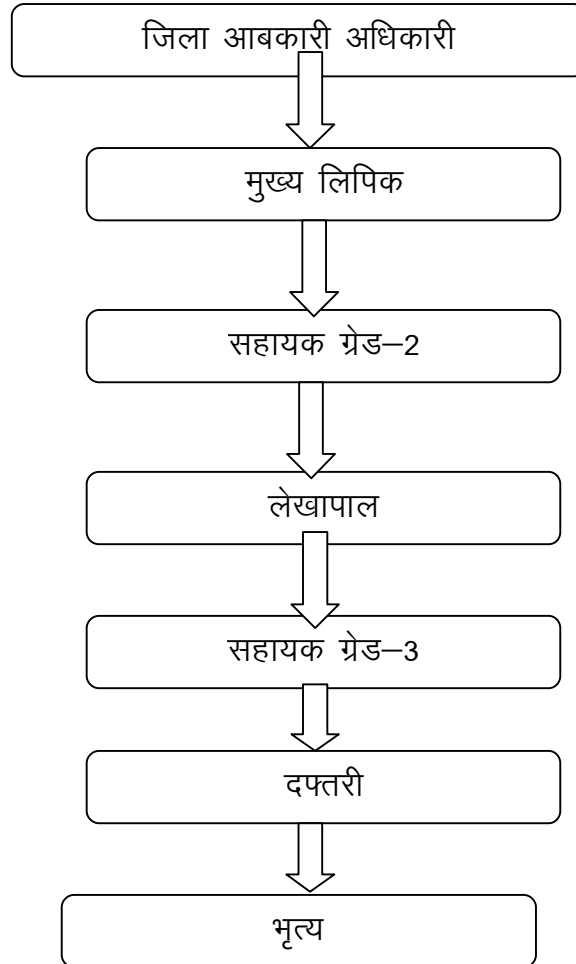 जिला आबकारी अधिकारी
मुख्य लिपिक
सहायक ग्रेड–2
लेखापाल
सहायक ग्रेड–3
दफ्तरी
भृत्य